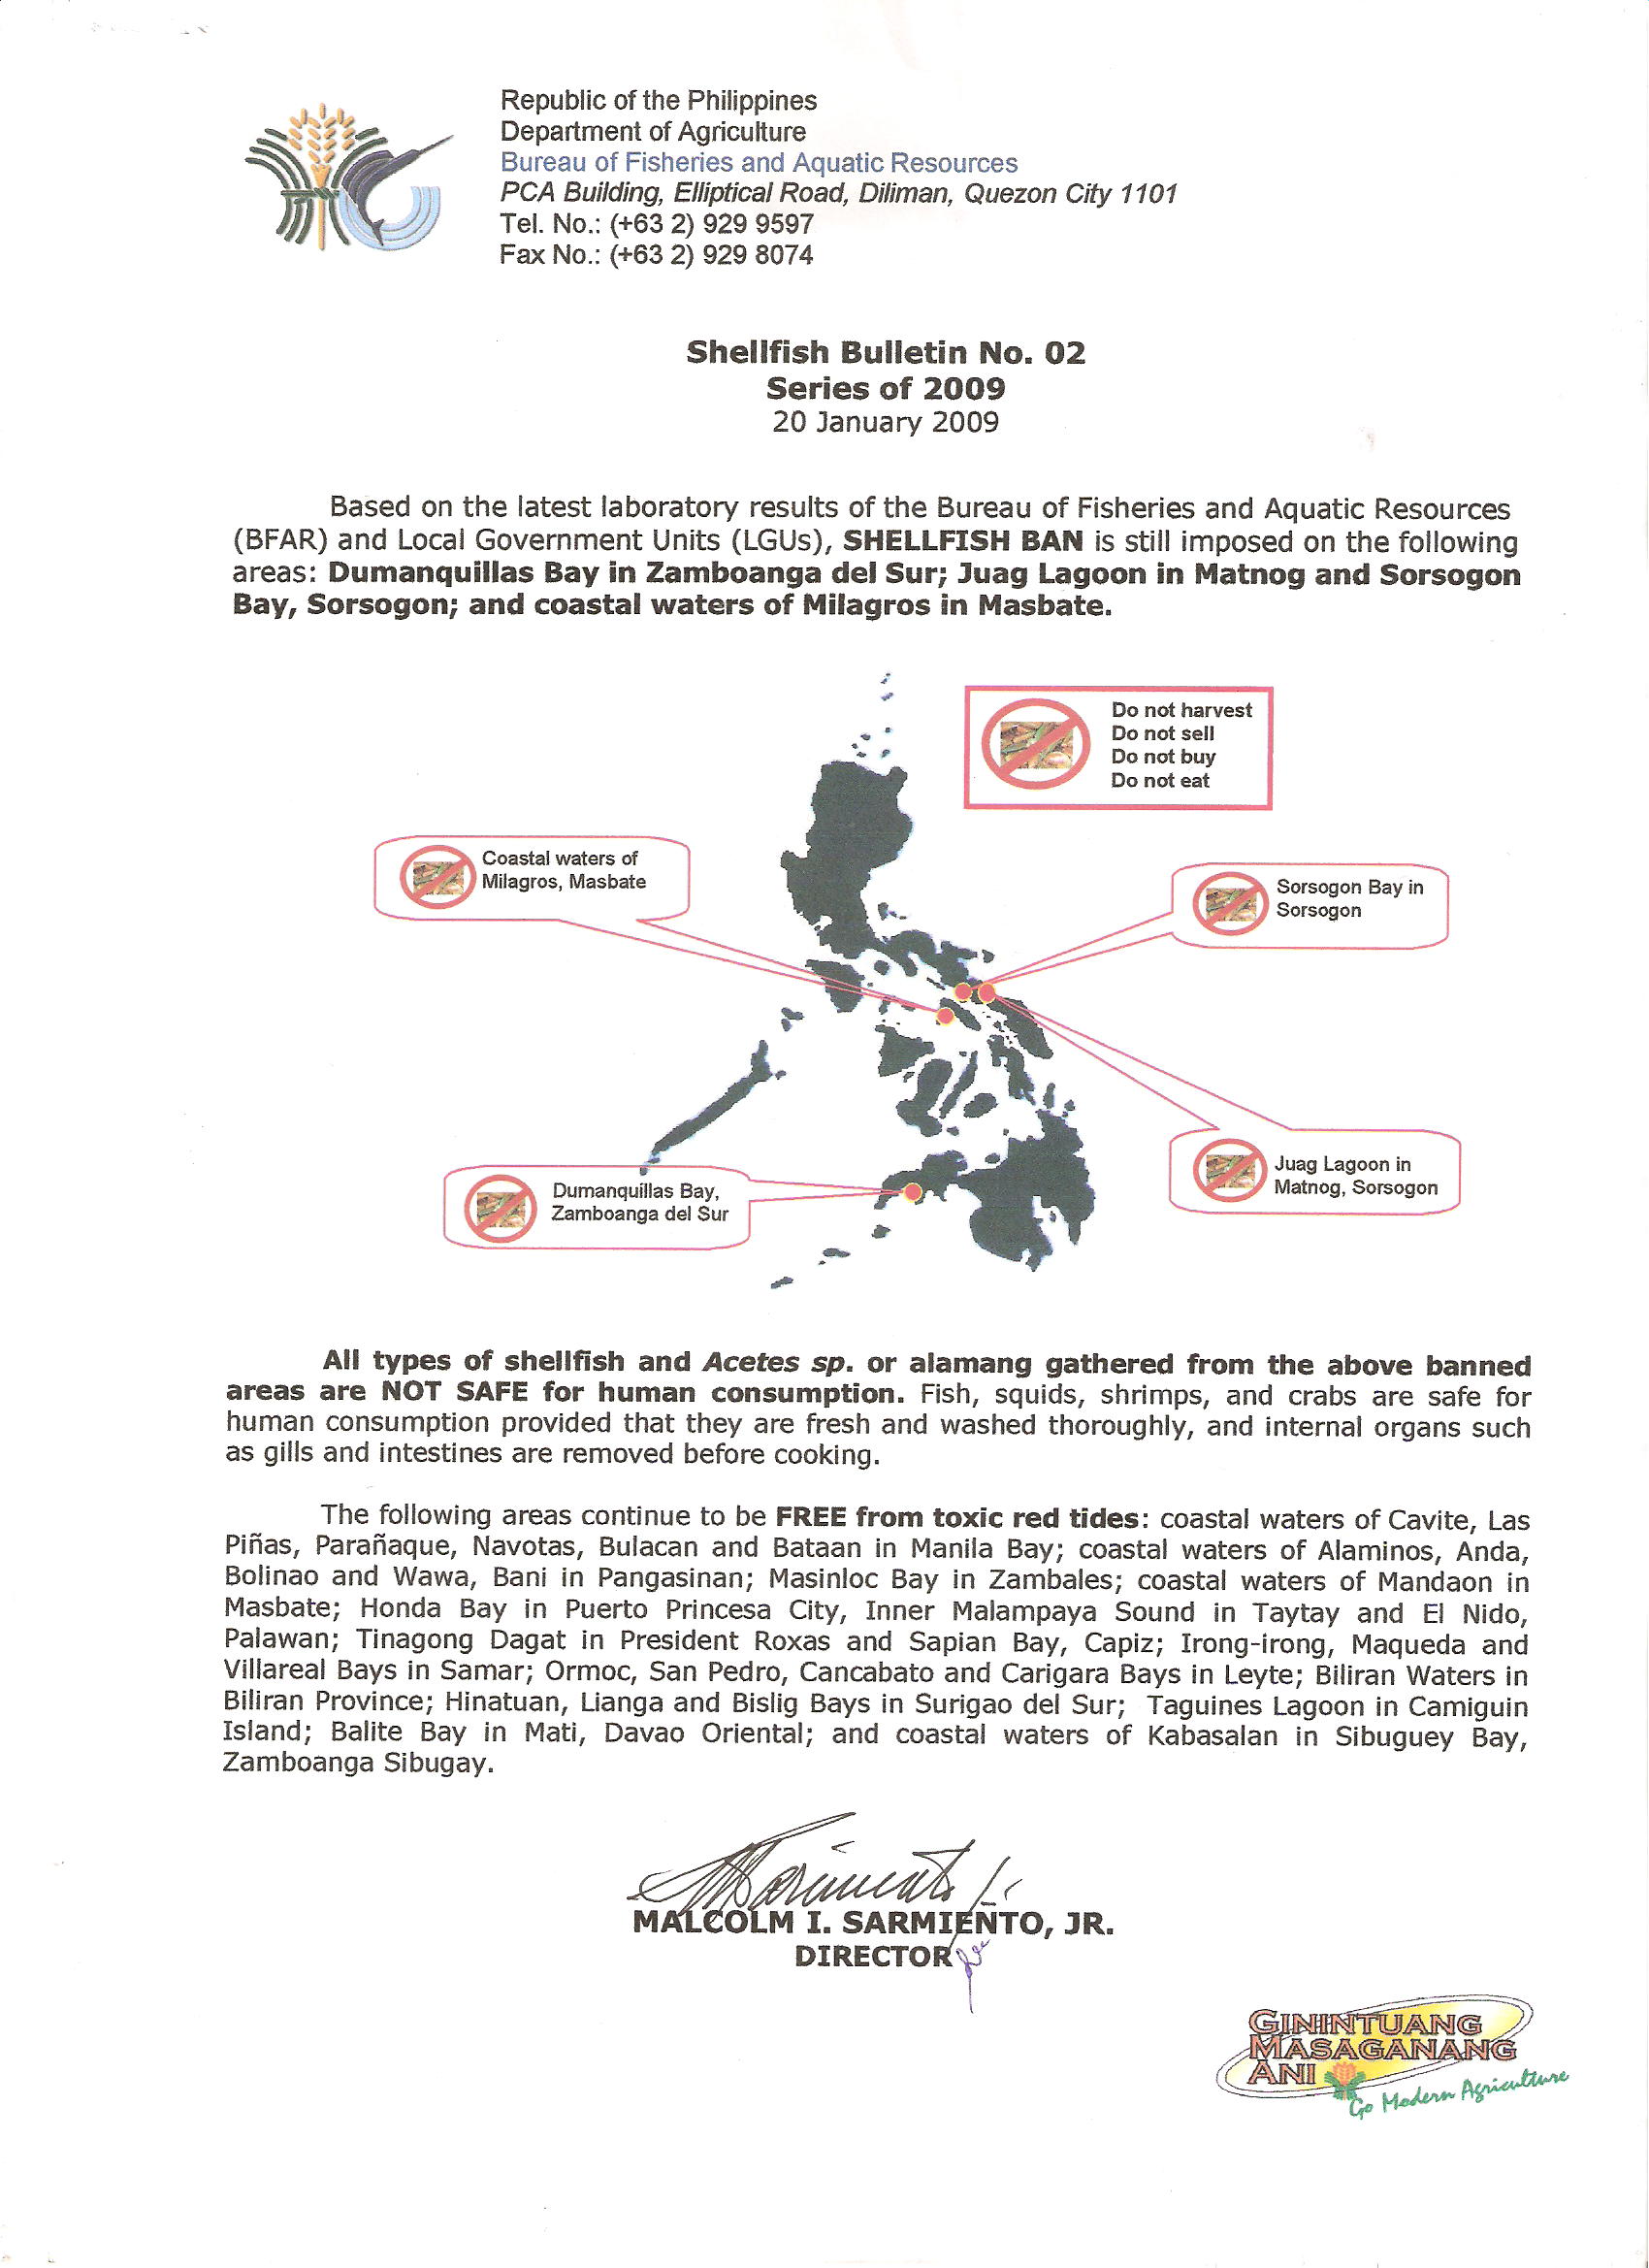 Republic of the Philippines
Department of Agriculture
Bureau of Fisheries and Aquatic Resources
PCA Building, Elliptical Road, Diliman, Quezon City 1101
Tel. No.: (+63 2) 929 9597
Fax No.: (+63 2) 929 8074
Shellfish Bulletin No. 02
Series of 2009
20 January 2009
Based on the latest laboratory results of the Bureau of Fisheries and Aquatic Resources
(BFAR) and Local Government Units (LGUs), SHELLFISH BAN is still imposed on the following
areas: Dumanquillas Bay in Zamboanga del Sur; Juag Lagoon in Matnog and Sorsogon
Bay, Sorsogon; and coastal waters of Milagros in Masbate.
Do not harvest
Do not sell
Do not buy
Do not eat
Coastal waters of
Milagros, Masbate
Sorsogon Bay in
Sorsogon
Juag Lagoon in
Matnog, Sorsogon
Dumanquillas Bay,
Zamboanga del Sur
All types of shellfish and Acetes sp. or alamang gathered from the above banned
areas are NOT SAFE for human consumption. Fish, squids, shrimps, and crabs are safe for
human consumption provided that they are fresh and washed thoroughly, and internal organs such
as gills and intestines are removed before cooking.
The following areas continue to be FREE from toxic red tides: coastal waters of Cavite, Las
Piñas, Parañaque, Navotas, Bulacan and Bataan in Manila Bay; coastal waters of Alaminos, Anda,
Bolinao and Wawa, Bani in Pangasinan; Masinloc Bay in Zambales; coastal waters of Mandaon in
Masbate; Honda Bay in Puerto Princesa City, Inner Malampaya Sound in Taytay and El Nido,
Palawan; Tinagong Dagat in President Roxas and Sapian Bay, Capiz; Irong-irong, Maqueda and
Villareal Bays in Samar; Ormoc, San Pedro, Cancabato and Carigara Bays in Leyte; Biliran Waters in
Biliran Province; Hinatuan, Lianga and Bislig Bays in Surigao del Sur; Taguines Lagoon in Camiguin
Island; Balite Bay in Mati, Davao Oriental; and coastal waters of Kabasalan in Sibuguey Bay,
Zamboanga Sibugay.
MALCOLM I. SARMIENTO, JR.
DIRECTOR
GININTUANG
MASAGANANG
ANI
Go Modern Agriculture